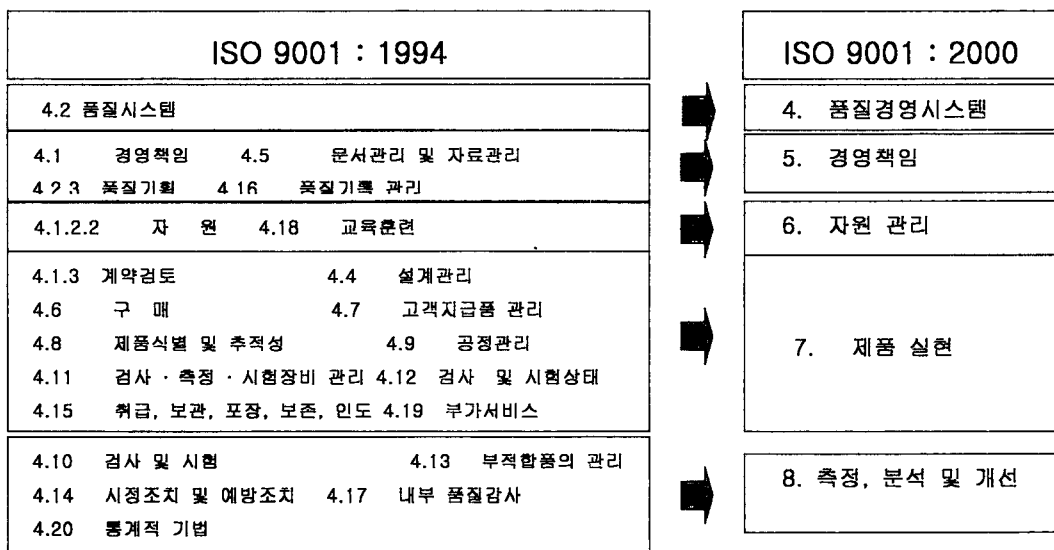 ISO 9001 : 1994
ISO 9001 : 2000
4.2 품질시스템
4. 품질경영시스템
4.1 경영책임 4.5 문서관리 및 자료관리
4.2.3 품질기획 4.16 품질기록 관리
5. 경영책임
4.1.2.2 자 원 4.18 교육훈련
6. 자원 관리
4.1.3 계약검토 4.4 설계관리
4.6 구 매 4.7 고객지급품 관리
4.8 제품식별 및 추적성 4.9 공정관리
4.11 검사 · 측정 · 시험장비 관리 4.12 검사 및 시험상태
4.15 취급, 보관, 포장, 보존, 인도 4.19 부가서비스
7. 제품 실현
4.10 검사 및 시험 4.13 부적합품의 관리
4.14 시정조치 및 예방조치 4.17 내부 품질감사
4.20 통계적 기법
8. 측정, 분석 및 개선